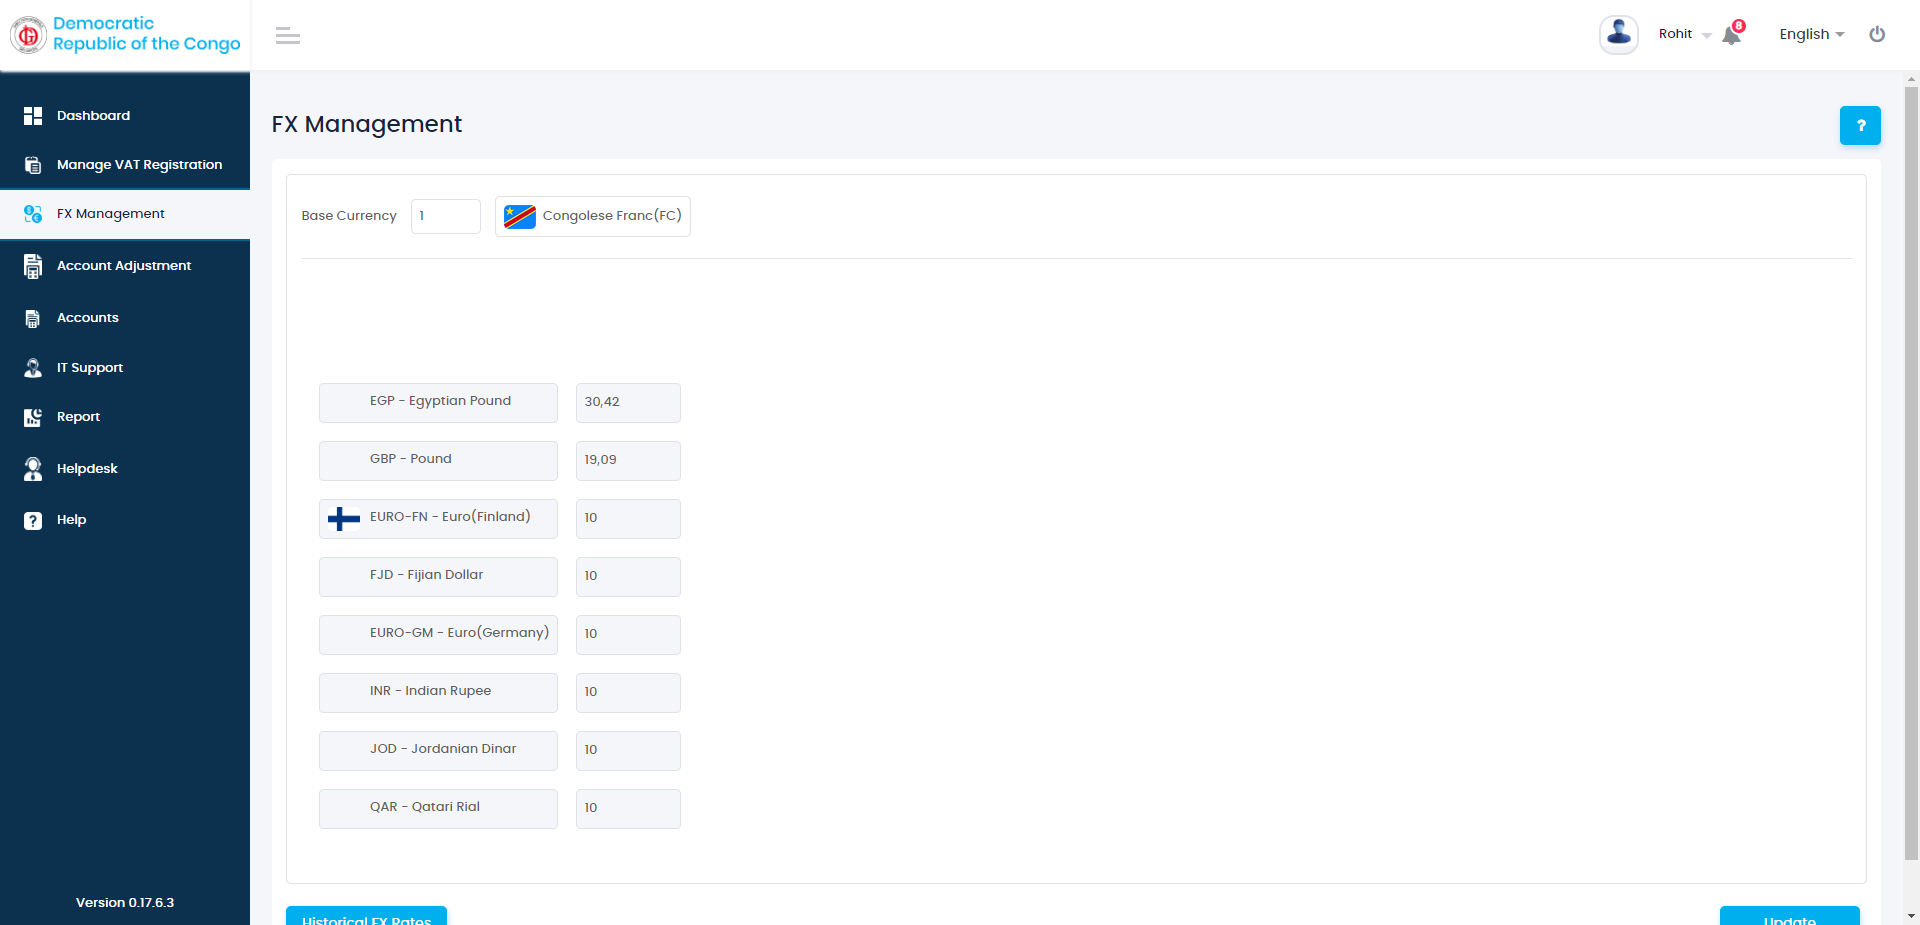 Democratic
Republic of the Congo
Rohit
8
English
Dashboard
Manage VAT Registration
FX Management
Account Adjustment
Accounts
IT Support
Report
Helpdesk
? Help
Version 0.17.6.3
FX Management
?
Base Currency 1 Congolese Franc(FC)
EGP - Egyptian Pound 30,42
GBP - Pound 19,09
EURO-FN - Euro(Finland) 10
FJD - Fijian Dollar 10
EURO-GM - Euro(Germany) 10
INR - Indian Rupee 10
JOD - Jordanian Dinar 10
QAR - Qatari Rial 10
Historical FX Rates Update